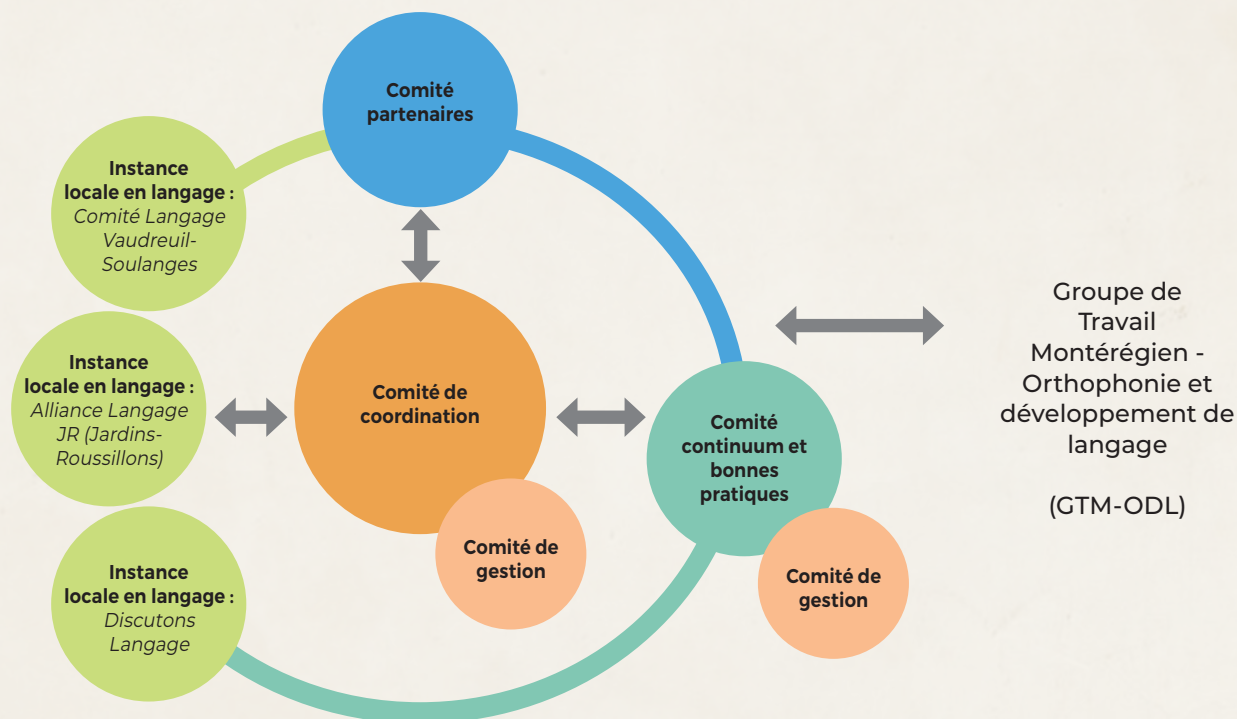 Comité
partenaires
Instance
locale en langage :
Comité Langage
Vaudreuil-
Soulanges
Instance
locale en langage :
Alliance Langage
JR (Jardins-
Roussillons)
Instance
locale en langage :
Discutons
Langage
Comité de
coordination
Comité de
gestion
Comité
continuum et
bonnes
pratiques
Comité de
gestion
Groupe de
Travail
Montérégien -
Orthophonie et
développement de
langage
(GTM-ODL)